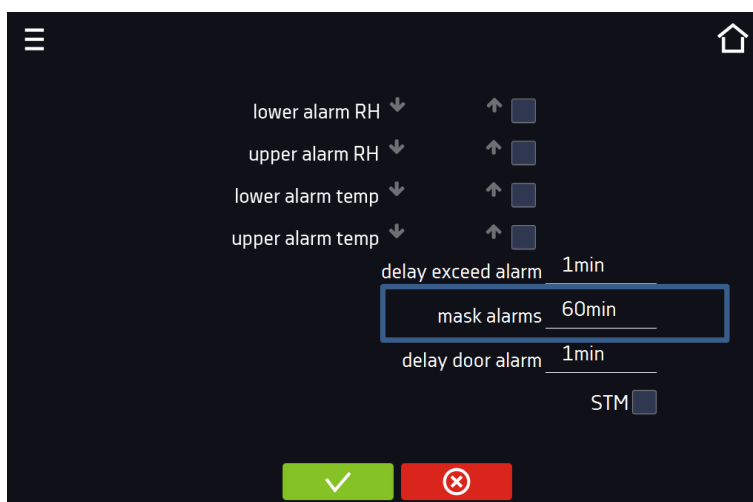 lower alarm RH
upper alarm RH
lower alarm temp
upper alarm temp
delay exceed alarm 1min
mask alarms 60min
delay door alarm 1min
STM